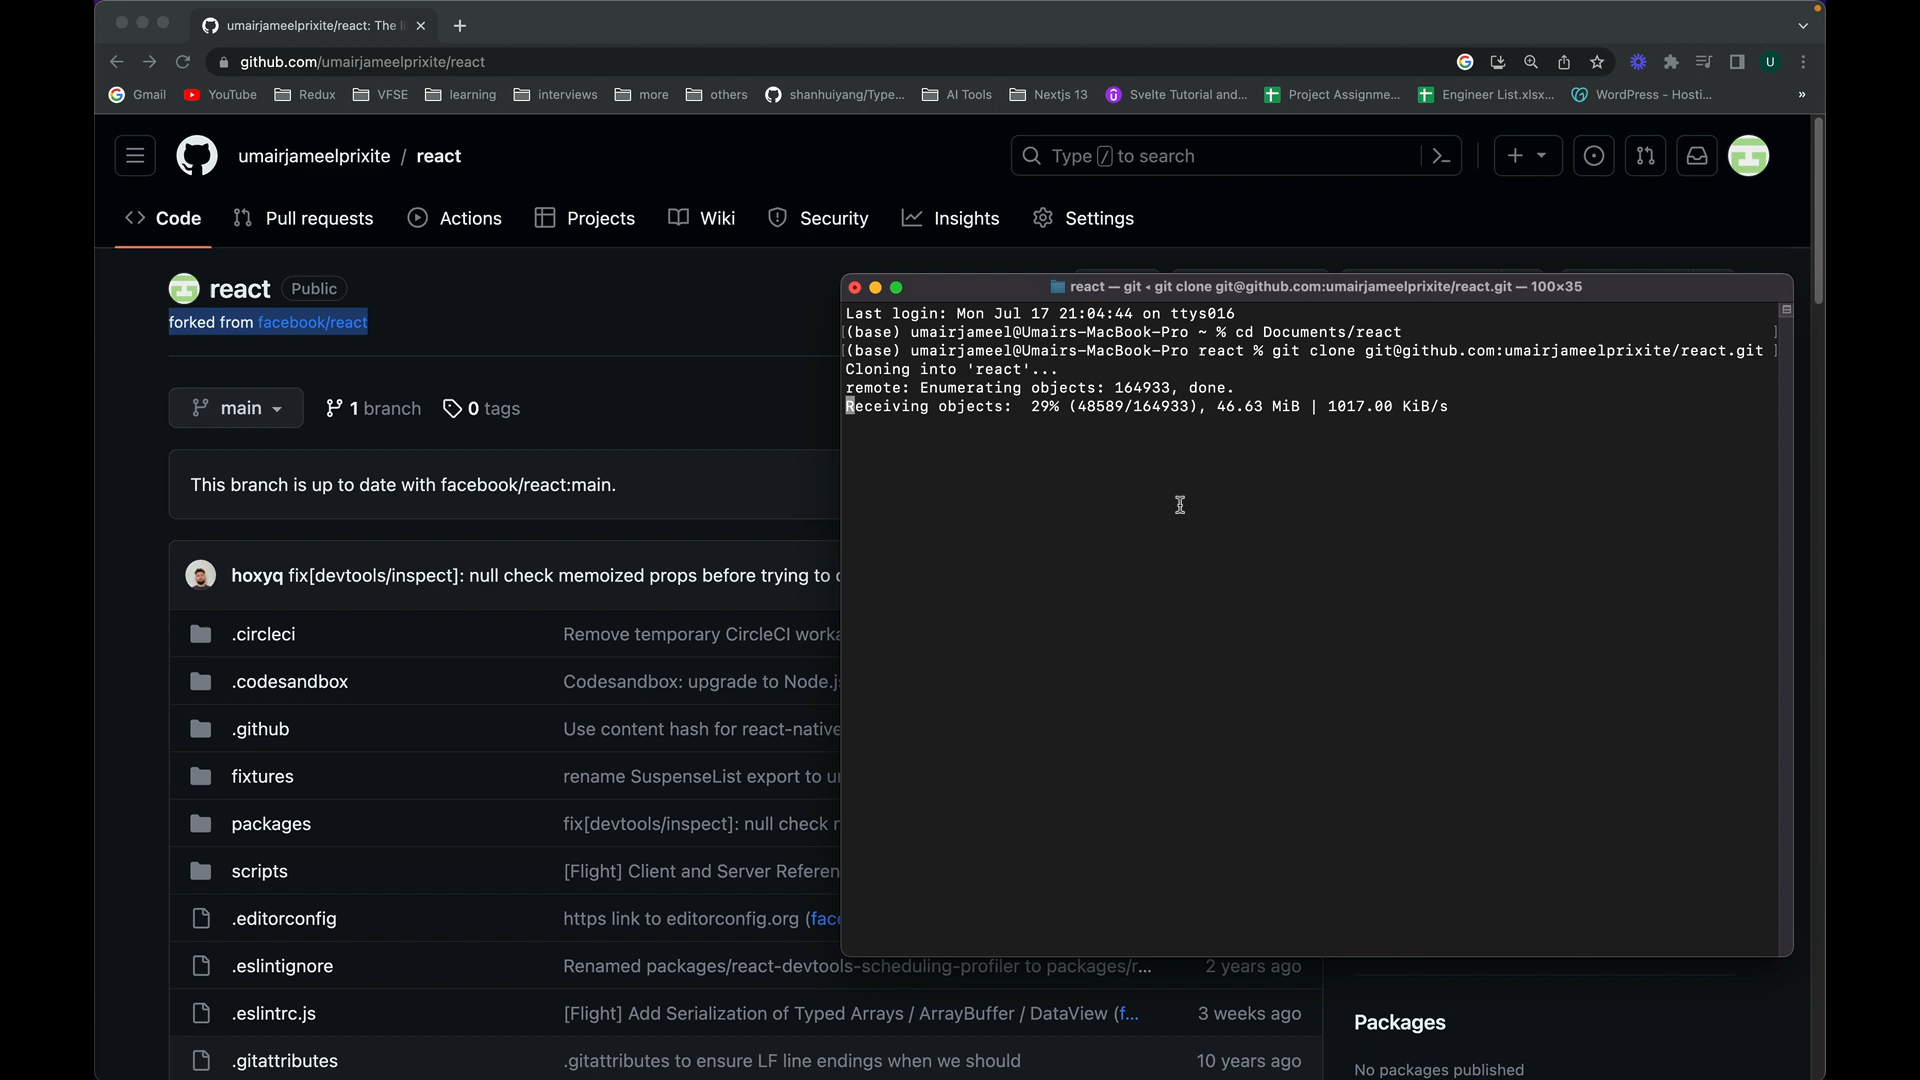 umairjameelprixite/react: The
github.com/umairjameelprixite/react
U
Gmail YouTube Redux VFSE learning interviews more others shanhuiyang/Type... AI Tools Nextjs 13 Svelte Tutorial and... Project Assignme... Engineer List.xlsx... WordPress - Hosti... »
umairjameelprixite / react
Type / to search
Code Pull requests Actions Projects Wiki Security Insights Settings
react Public
forked from facebook/react
main 1 branch 0 tags
This branch is up to date with facebook/react:main.
hoxyq fix[devtools/inspect]: null check memoized props before trying to
.circleci Remove temporary CircleCI
.codesandbox Codesandbox: upgrade to
.github Use content hash for react-native
fixtures rename SuspenseList export to
packages fix[devtools/inspect]: null check
scripts [Flight] Client and Server
.editorconfig https link to editorconfig.org
.eslintignore Renamed packages/react-devtools-scheduling-profiler to packages/r... 2 years ago
.eslintrc.js [Flight] Add Serialization of Typed Arrays / ArrayBuffer / DataView (f... 3 weeks ago
.gitattributes .gitattributes to ensure LF line endings when we should 10 years ago
react — git ◂ git clone git@github.com:umairjameelprixite/react.git — 100×35
Last login: Mon Jul 17 21:04:44 on ttys016
(base) umairjameel@Umairs-MacBook-Pro ~ % cd Documents/react
(base) umairjameel@Umairs-MacBook-Pro react % git clone git@github.com:umairjameelprixite/react.git
Cloning into 'react'...
remote: Enumerating objects: 164933, done.
Receiving objects: 29% (48589/164933), 46.63 MiB | 1017.00 KiB/s
Packages
No packages published